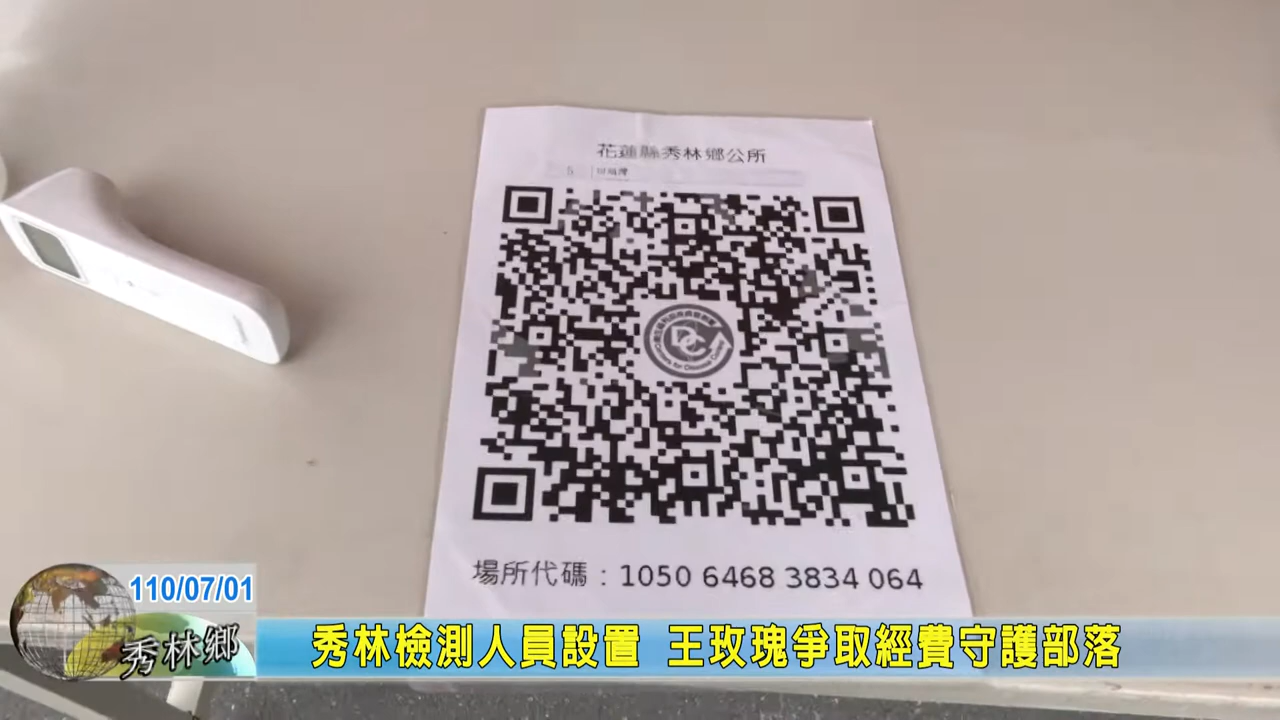 花蓮縣秀林鄉公所
場所代碼：1050 6468 3834 064
110/07/01
秀林鄉
秀林檢測人員設置 王玫瑰爭取經費守護部落